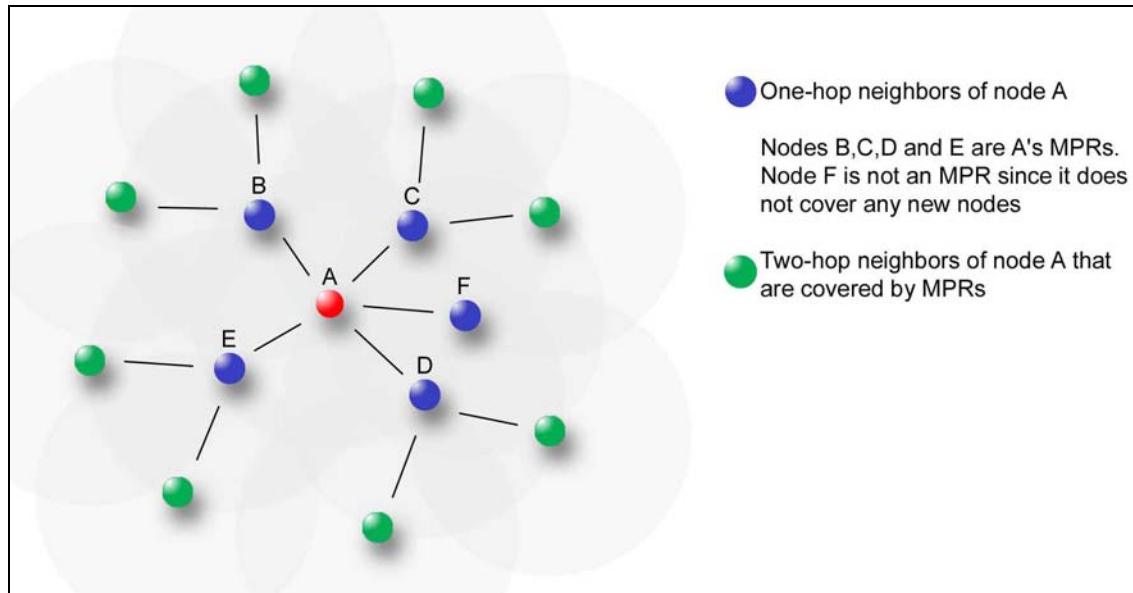 B
C
A
F
E
D
One-hop neighbors of node A
Nodes B,C,D and E are A's MPRs.
Node F is not an MPR since it does
not cover any new nodes
Two-hop neighbors of node A that
are covered by MPRs